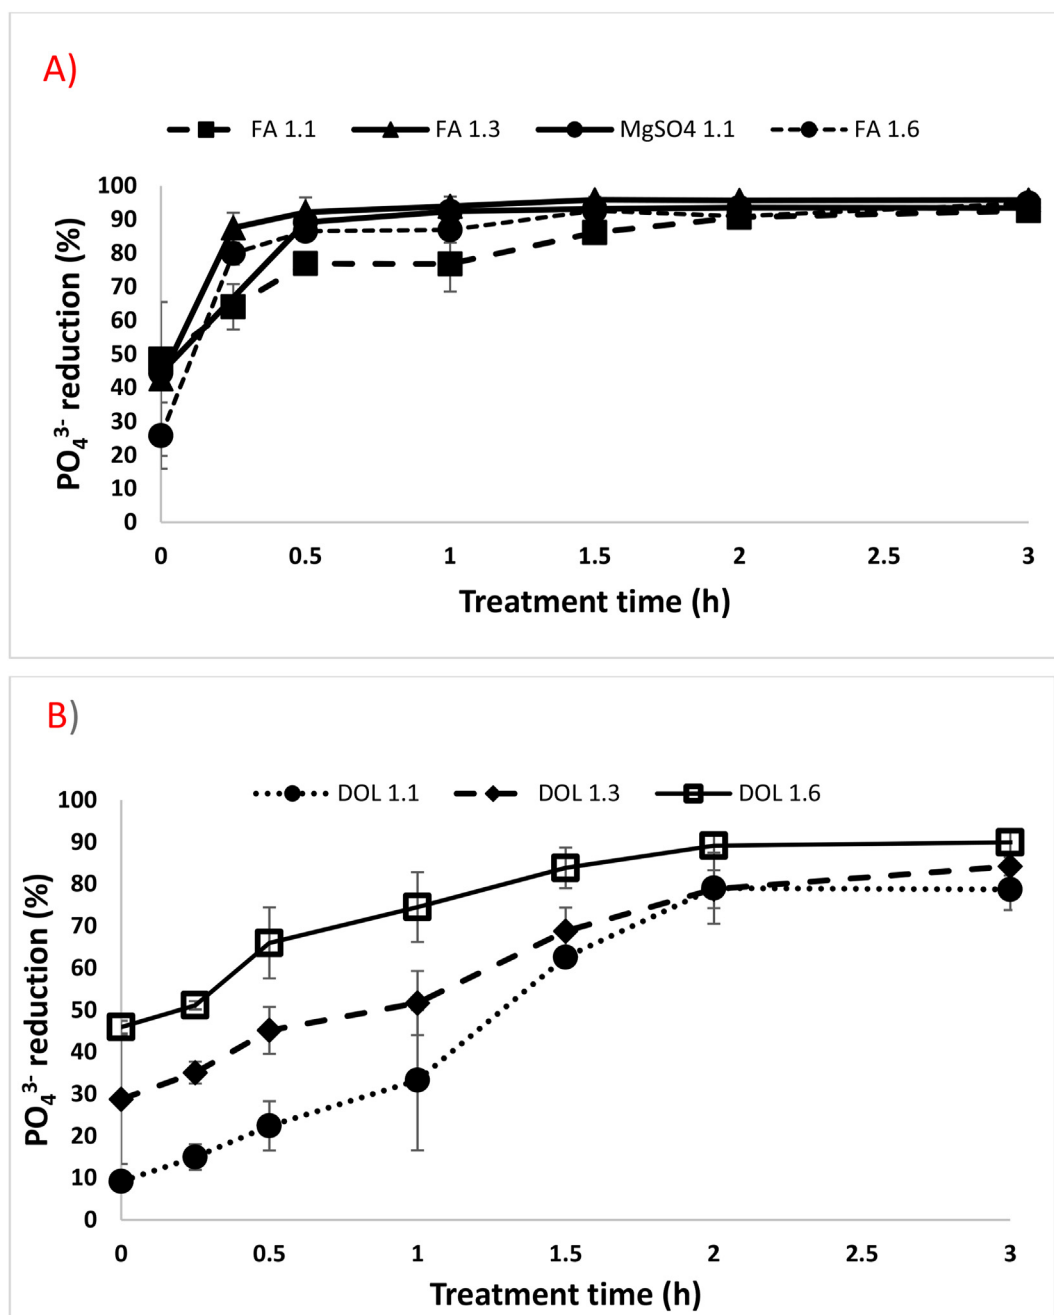 A)
FA 1.1 FA 1.3 MgSO4 1.1 FA 1.6
100
90
80
70
60
50
40
30
20
10
0
PO₄³⁻ reduction (%)
0 0.5 1 1.5 2 2.5 3
Treatment time (h)
B)
DOL 1.1 DOL 1.3 DOL 1.6
100
90
80
70
60
50
40
30
20
10
0
PO₄³⁻ reduction (%)
0 0.5 1 1.5 2 2.5 3
Treatment time (h)